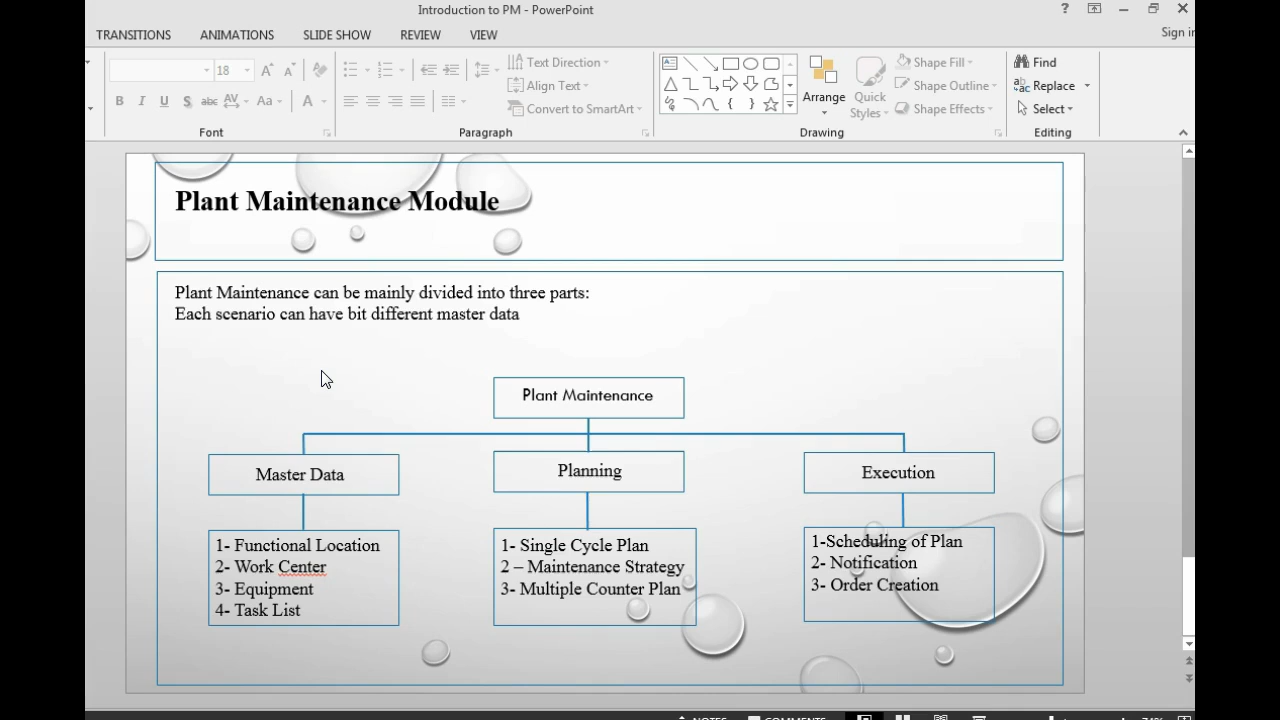 Introduction to PM - PowerPoint
?
Sign in
TRANSITIONS ANIMATIONS SLIDE SHOW REVIEW VIEW
18 A A
Text Direction
Shape Fill
Find
Align Text
Shape Outline
Replace
B I U S abc AV Aa A
Convert to SmartArt
Arrange
Quick
Styles
Shape Effects
Select
Font
Paragraph
Drawing
Editing
Plant Maintenance Module
Plant Maintenance can be mainly divided into three parts:
Each scenario can have bit different master data
Plant Maintenance
Master Data
Planning
Execution
1- Functional Location
2- Work Center
3- Equipment
4- Task List
1- Single Cycle Plan
2 – Maintenance Strategy
3- Multiple Counter Plan
1-Scheduling of Plan
2- Notification
3- Order Creation
NOTES
COMMENTS
74%